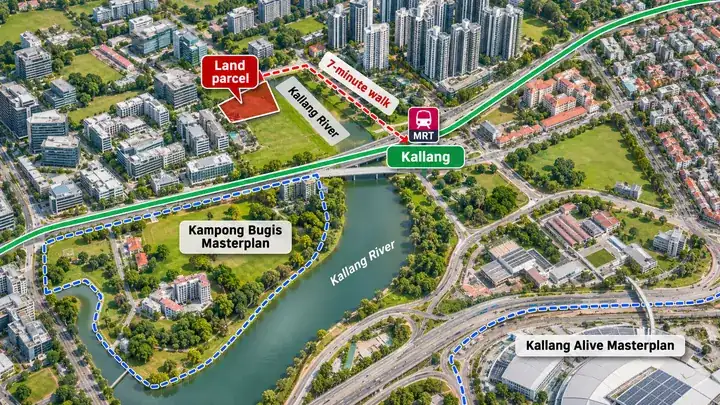 Land
parcel
7-minute walk
Kallang River
MRT
Kallang
Kampong Bugis
Masterplan
Kallang River
Kallang Alive Masterplan